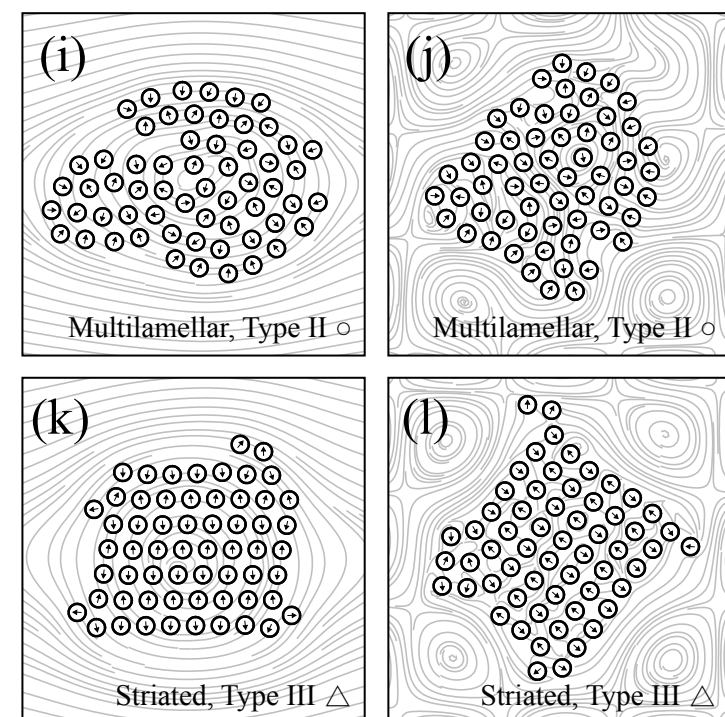 (i)
(j)
Multilamellar, Type II ○
Multilamellar, Type II ○
(k)
(l)
Striated, Type III △
Striated, Type III △